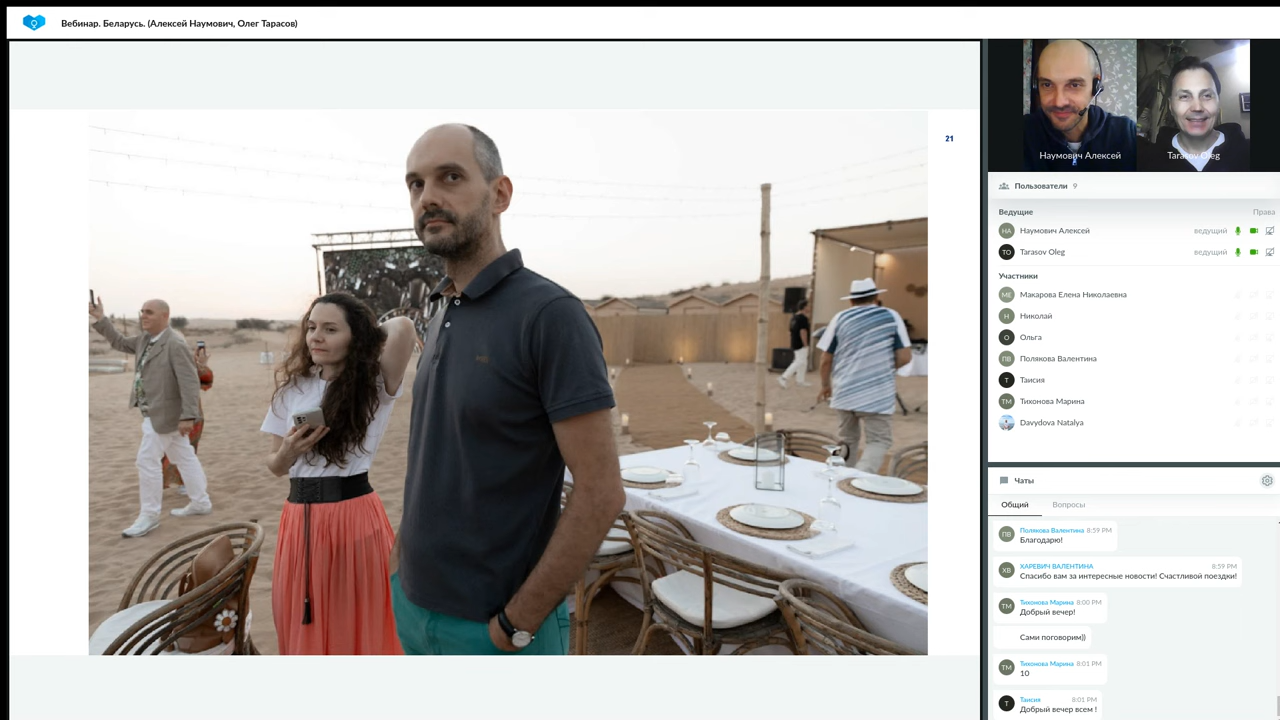 Вебинар. Беларусь. (Алексей Наумович, Олег Тарасов)
21
Наумович Алексей
Tarasov Oleg
Пользователи 9
Ведущие Права
НА Наумович Алексей ведущий
TO Tarasov Oleg ведущий
Участники
МЕ Макарова Елена Николаевна
Н Николай
О Ольга
ПВ Полякова Валентина
Т Таисия
ТМ Тихонова Марина
Davydova Natalya
Чаты
Общий Вопросы
ПВ Полякова Валентина 8:59 PM
Благодарю!
ХВ ХАРЕВИЧ ВАЛЕНТИНА 8:59 PM
Спасибо вам за интересные новости! Счастливой поездки!
ТМ Тихонова Марина 8:00 PM
Добрый вечер!
Сами поговорим))
ТМ Тихонова Марина 8:01 PM
10
Т Таисия 8:01 PM
Добрый вечер всем !